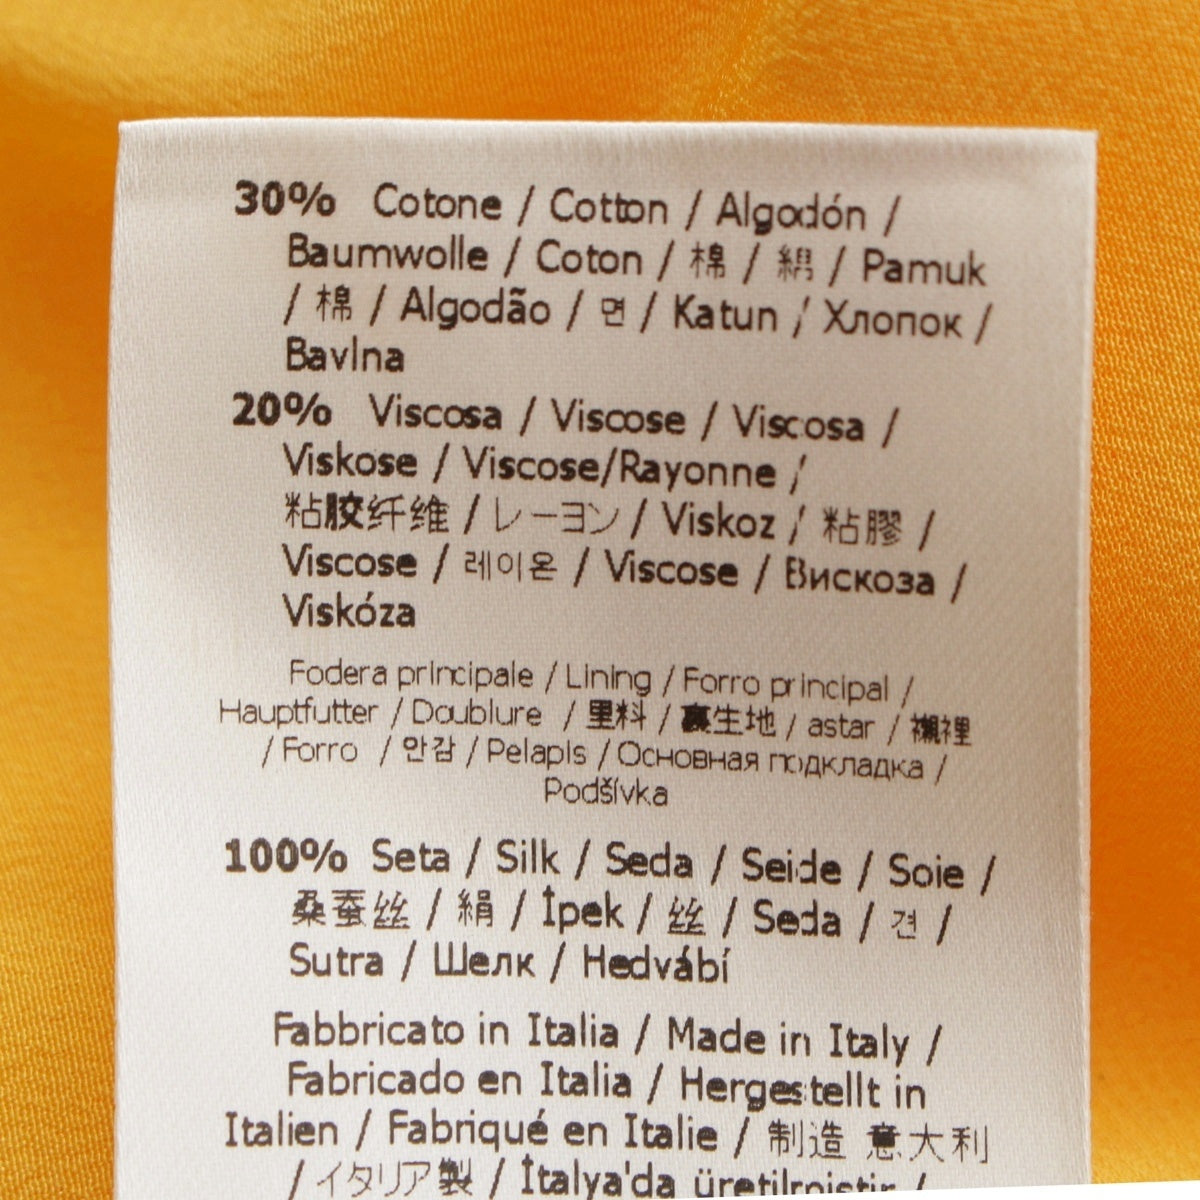 30% Cotone / Cotton / Algodón /
Baumwolle / Coton / 棉 / 綿 / Pamuk
/ 棉 / Algodão / 면 / Katun / Хлопок /
Bavlna
20% Viscosa / Viscose / Viscosa /
Viskose / Viscose/Rayonne /
粘胶纤维 / レーヨン / Viskoz / 粘膠 /
Viscose / 레이온 / Viscose / Вискоза /
Viskóza
Fodera principale / Lining / Forro principal /
Hauptfutter / Doublure / 里料 / 裏生地 / astar / 襯裡
/ Forro / 안감 / Pelapis / Основная подкладка /
Podšívka
100% Seta / Silk / Seda / Seide / Soie /
桑蚕丝 / 絹 / İpek / 丝 / Seda / 견 /
Sutra / Шелк / Hedvábí
Fabbricato in Italia / Made in Italy /
Fabricado en Italia / Hergestellt in
Italien / Fabriqué en Italie / 制造 意大利
/ イタリア製 / İtalya'da üretilmiştir /